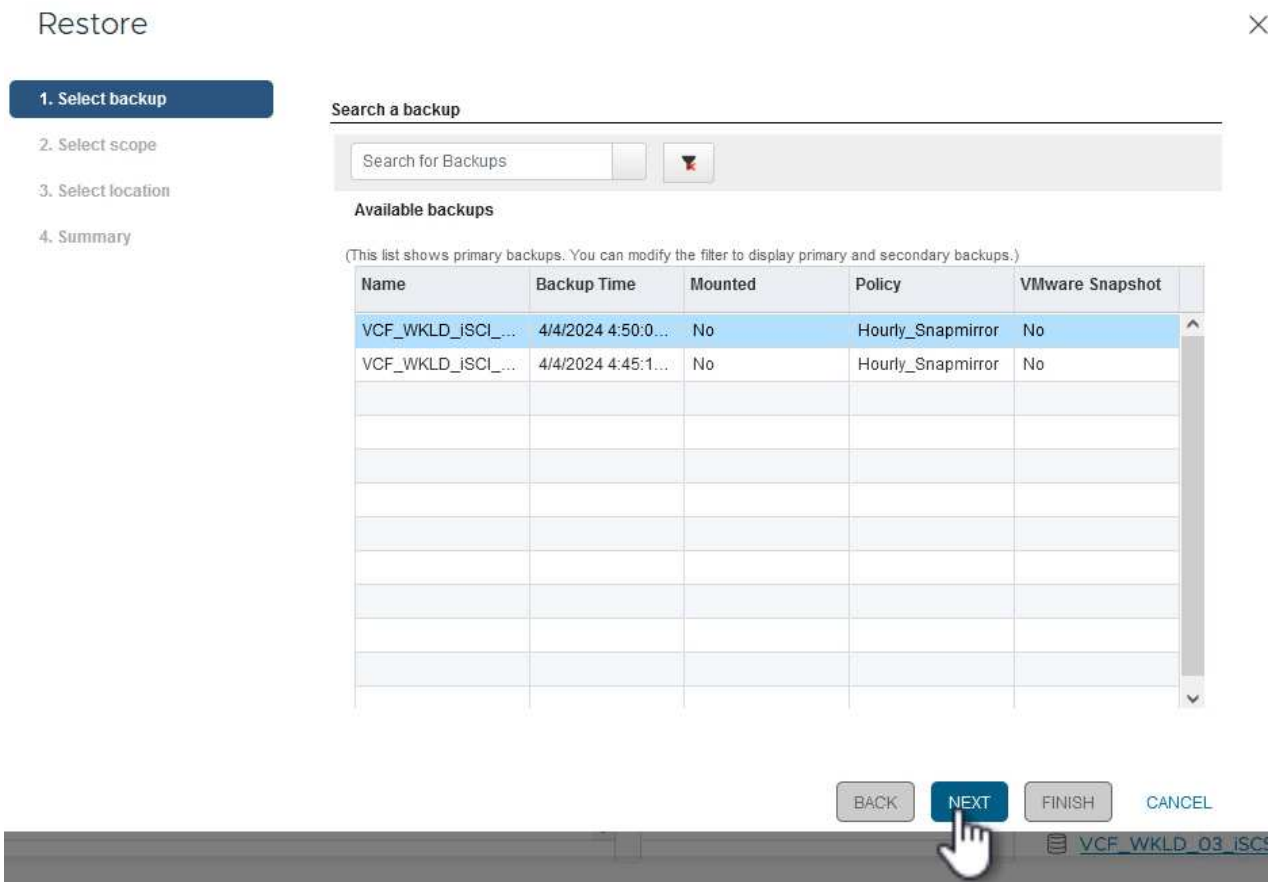 Restore
1. Select backup
2. Select scope
3. Select location
4. Summary
Search a backup
Search for Backups
Available backups
(This list shows primary backups. You can modify the filter to display primary and secondary backups.)
Name Backup Time Mounted Policy VMware Snapshot
VCF_WKLD_iSCI_... 4/4/2024 4:50:0... No Hourly_Snapmirror No
VCF_WKLD_iSCI_... 4/4/2024 4:45:1... No Hourly_Snapmirror No
BACK NEXT FINISH CANCEL
VCF_WKLD_03_iSCS